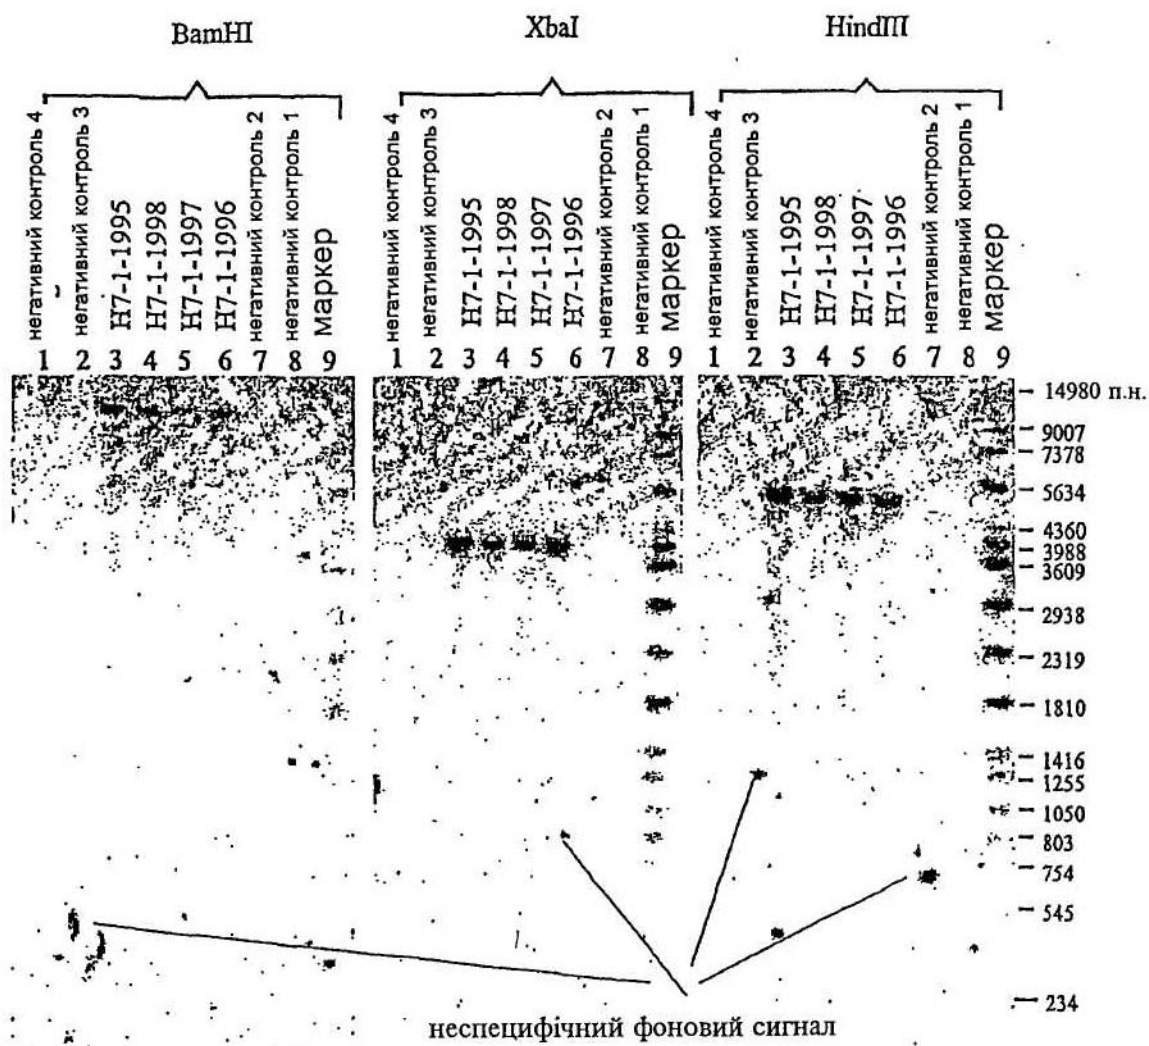 BamHI
XbaI
HindIII
негативний контроль 4
негативний контроль 3
H7-1-1995
H7-1-1998
H7-1-1997
H7-1-1996
негативний контроль 2
негативний контроль 1
маркер
негативний контроль 4
негативний контроль 3
H7-1-1995
H7-1-1998
H7-1-1997
H7-1-1996
негативний контроль 2
негативний контроль 1
маркер
негативний контроль 4
негативний контроль 3
H7-1-1995
H7-1-1998
H7-1-1997
H7-1-1996
негативний контроль 2
негативний контроль 1
маркер
1 2 3 4 5 6 7 8 9
1 2 3 4 5 6 7 8 9
1 2 3 4 5 6 7 8 9
14980 п.н.
9007
7378
5634
4360
3988
3609
2938
2319
1810
1416
1255
1050
803
754
545
234
неспецифічний фоновий сигнал